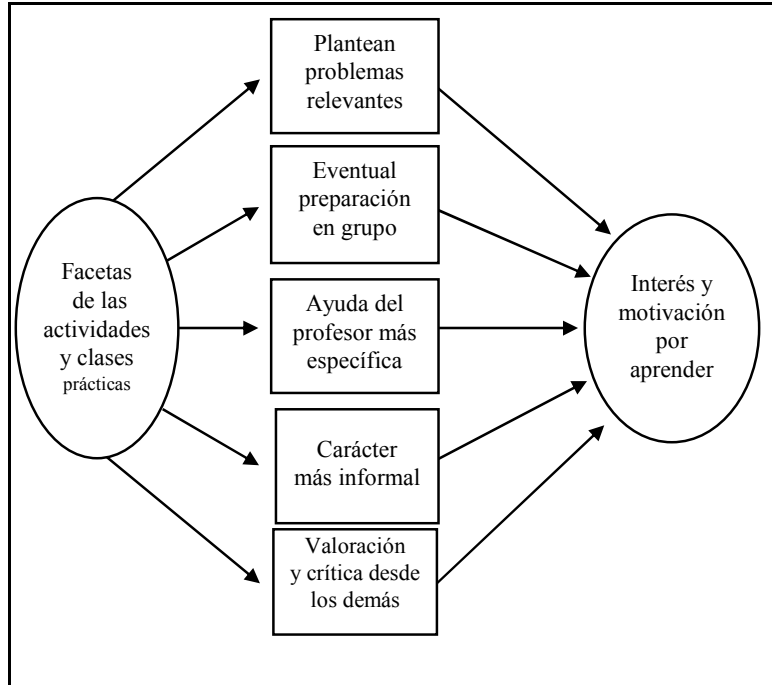 Plantean
problemas
relevantes
Eventual
preparación
en grupo
Facetas
de las
actividades
y clases
prácticas
Ayuda del
profesor más
específica
Interés y
motivación
por
aprender
Carácter
más informal
Valoración
y crítica desde
los demás